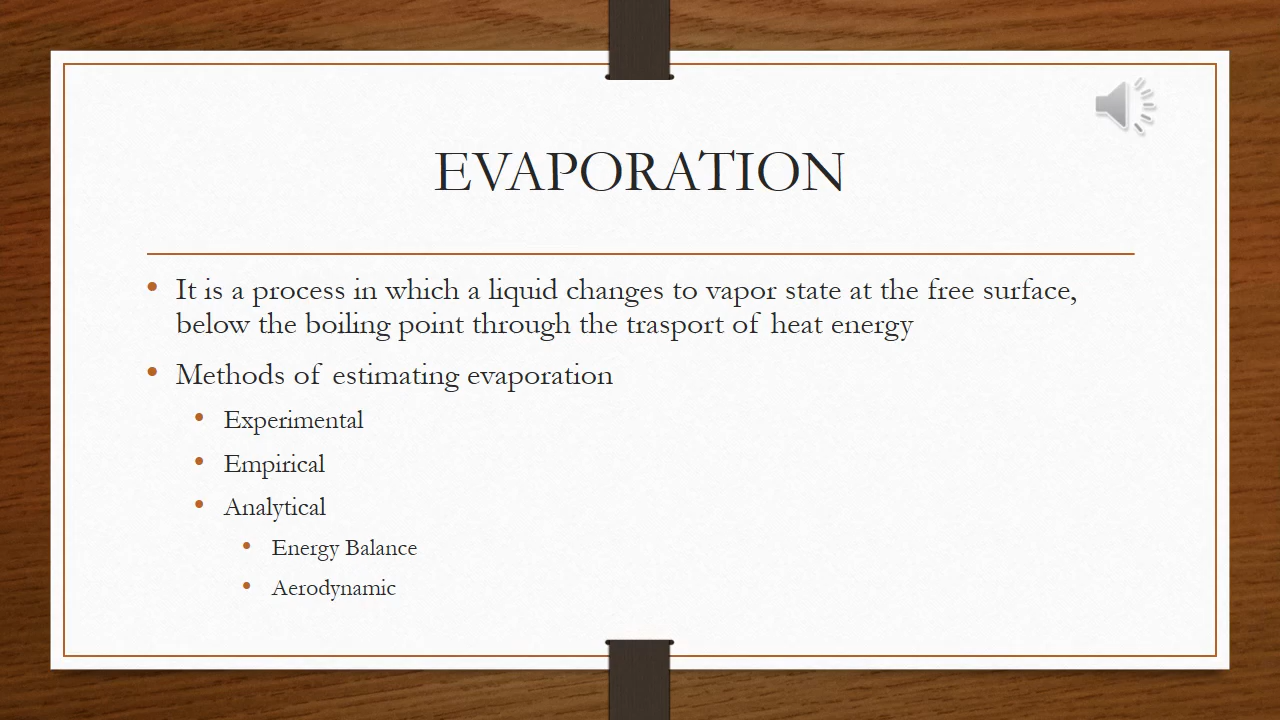 EVAPORATION
• It is a process in which a liquid changes to vapor state at the free surface,
below the boiling point through the trasport of heat energy
• Methods of estimating evaporation
• Experimental
• Empirical
• Analytical
• Energy Balance
• Aerodynamic